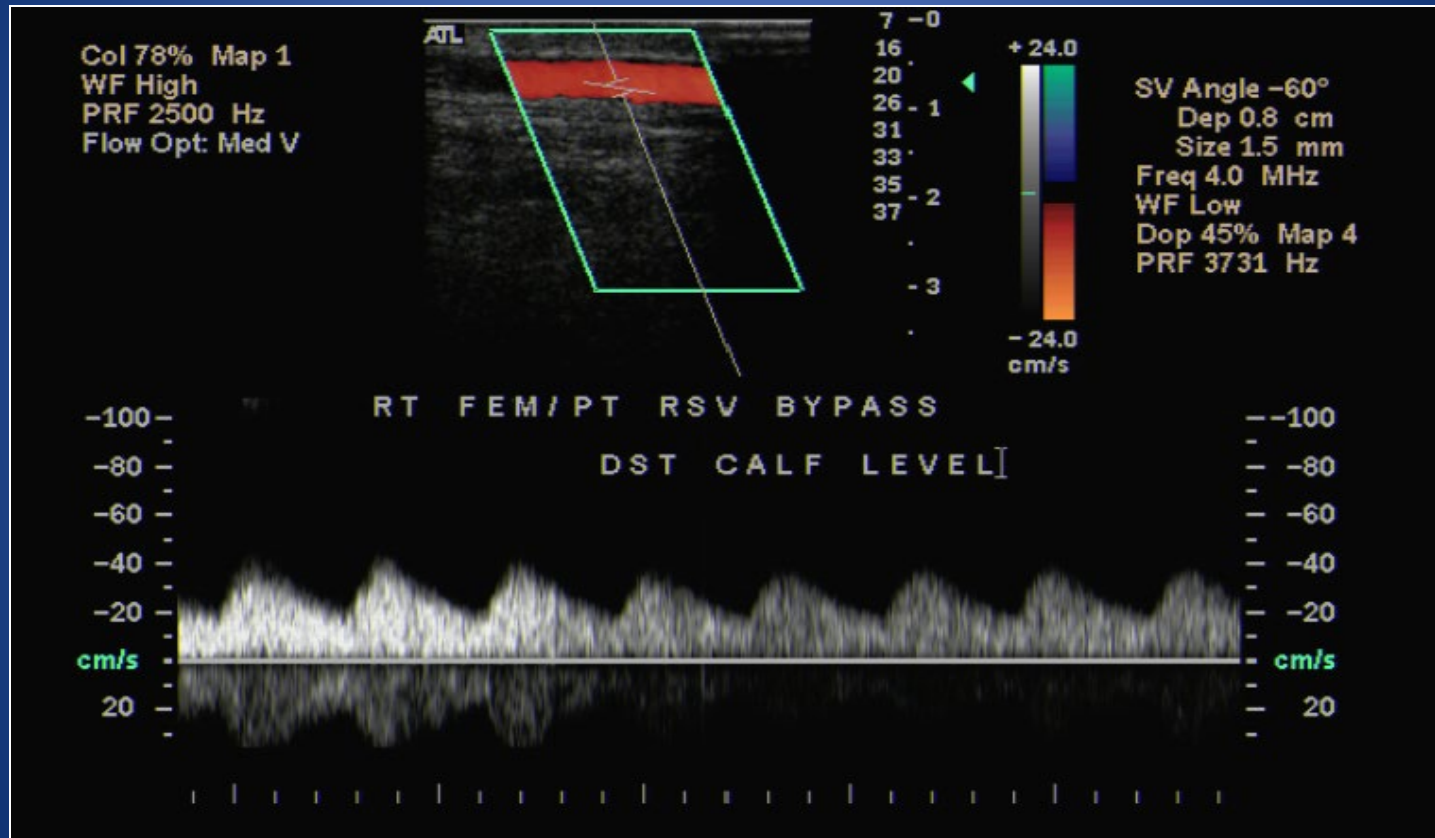 Col 78% Map 1
WF High
PRF 2500 Hz
Flow Opt: Med V
ATL
7
16
20
26
31
33
35
37
-0
-1
-2
-3
+ 24.0
- 24.0
cm/s
SV Angle -60°
Dep 0.8 cm
Size 1.5 mm
Freq 4.0 MHz
WF Low
Dop 45% Map 4
PRF 3731 Hz
RT FEM/PT RSV BYPASS
DST CALF LEVEL
-100
-80
-60
-40
-20
cm/s
20
-100
-80
-60
-40
-20
cm/s
20